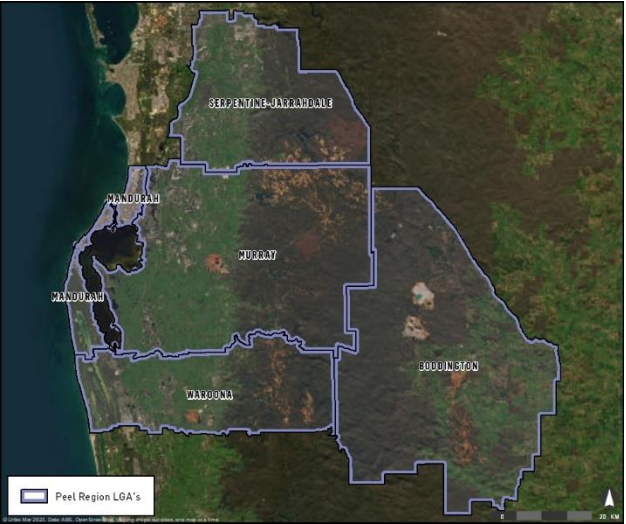 SERPENTINE-JARRAHDALE
MANDURAH
MURRAY
MANDURAH
BODDINGTON
WAROONA
Peel Region LGA's
0 20 KM